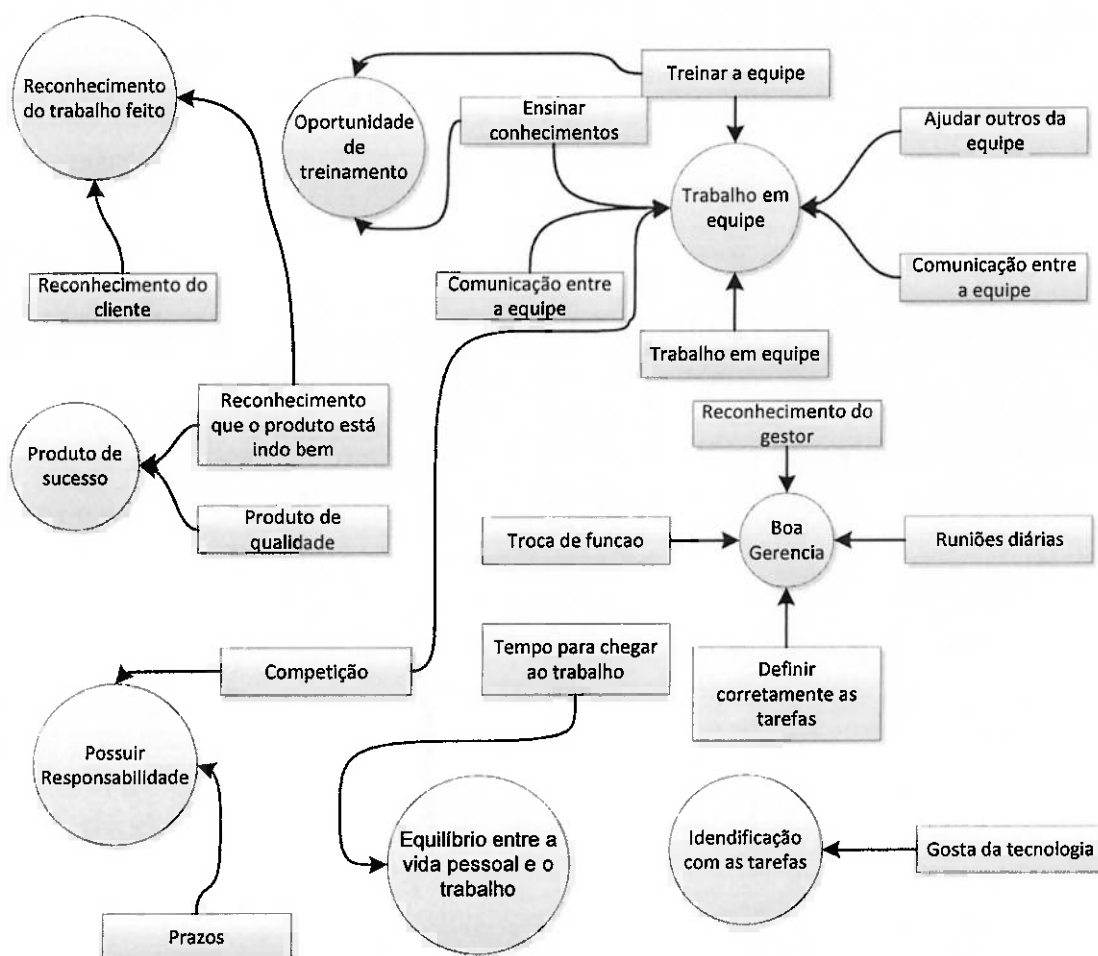 Reconhecimento
do trabalho feito
Oportunidade
de
treinamento
Treinar a equipe
Ensinar
conhecimentos
Ajudar outros da
equipe
Trabalho em
equipe
Reconhecimento do
cliente
Comunicação entre
a equipe
Comunicação entre
a equipe
Trabalho em equipe
Reconhecimento
que o produto está
indo bem
Reconhecimento do
gestor
Produto de
sucesso
Produto de
qualidade
Troca de funcao
Boa
Gerencia
Runiões diárias
Competição
Tempo para chegar
ao trabalho
Definir
corretamente as
tarefas
Possuir
Responsabilidade
Equilíbrio entre a
vida pessoal e o
trabalho
Idendificação
com as tarefas
Gosta da tecnologia
Prazos